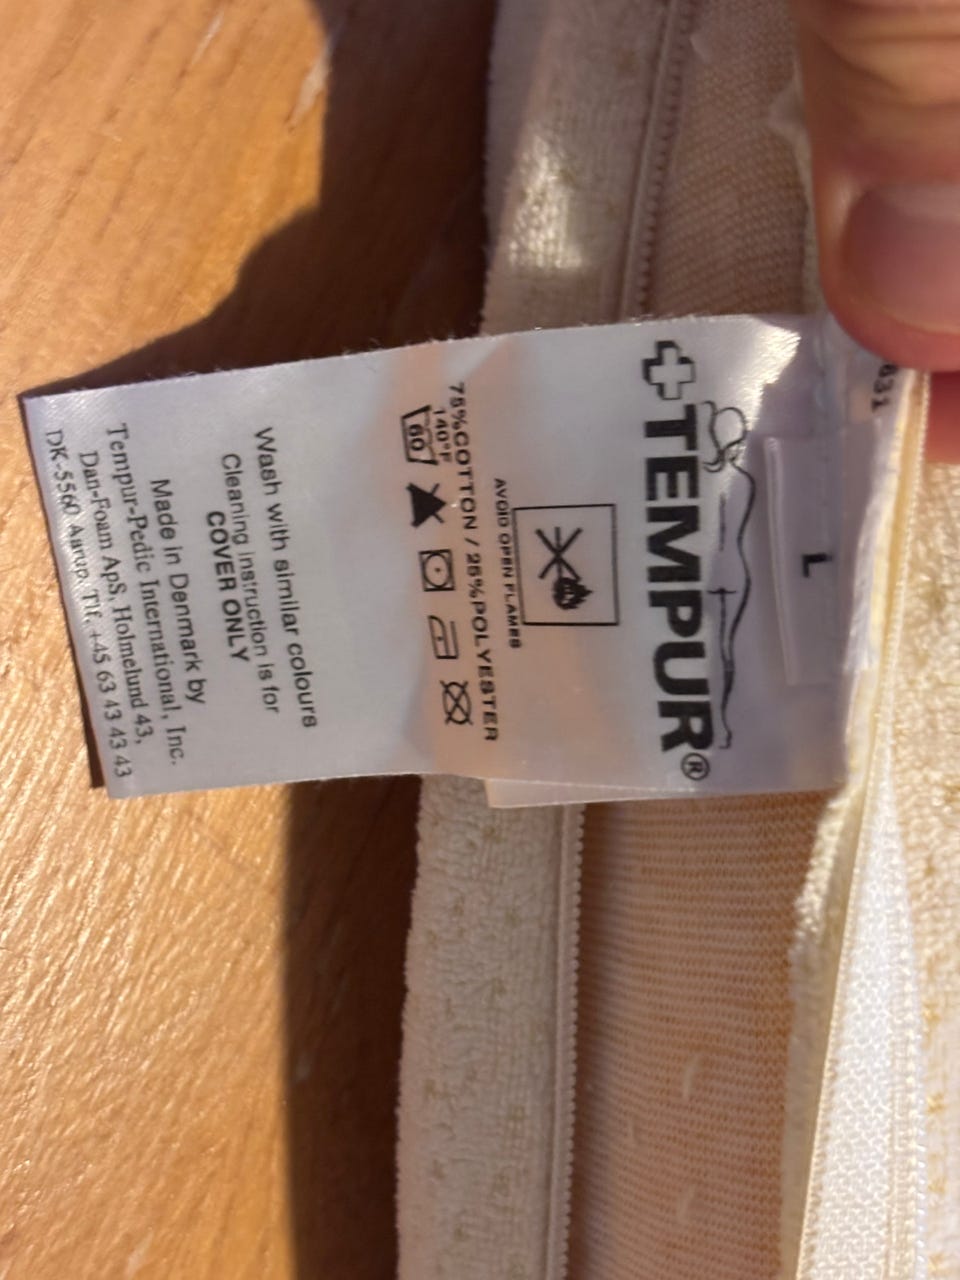 831
L
TEMPUR®
AVOID OPEN FLAMES
75%COTTON / 25%POLYESTER
60
140°F
Wash with similar colours
Cleaning instruction is for
COVER ONLY
Made in Denmark by
Tempur-Pedic International, Inc.
Dan-Foam ApS, Holmelund 43,
DK-5560 Aarup. Tlf. +45 63 43 43 43